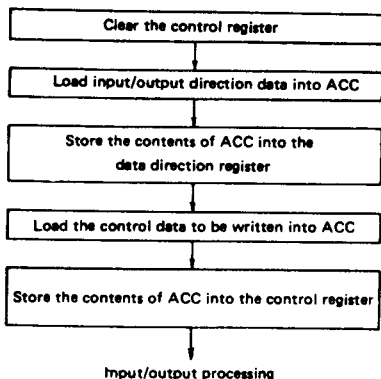 Clear the control register
Load input/output direction data into ACC
Store the contents of ACC into the
data direction register
Load the control data to be written into ACC
Store the contents of ACC into the control register
Input/output processing